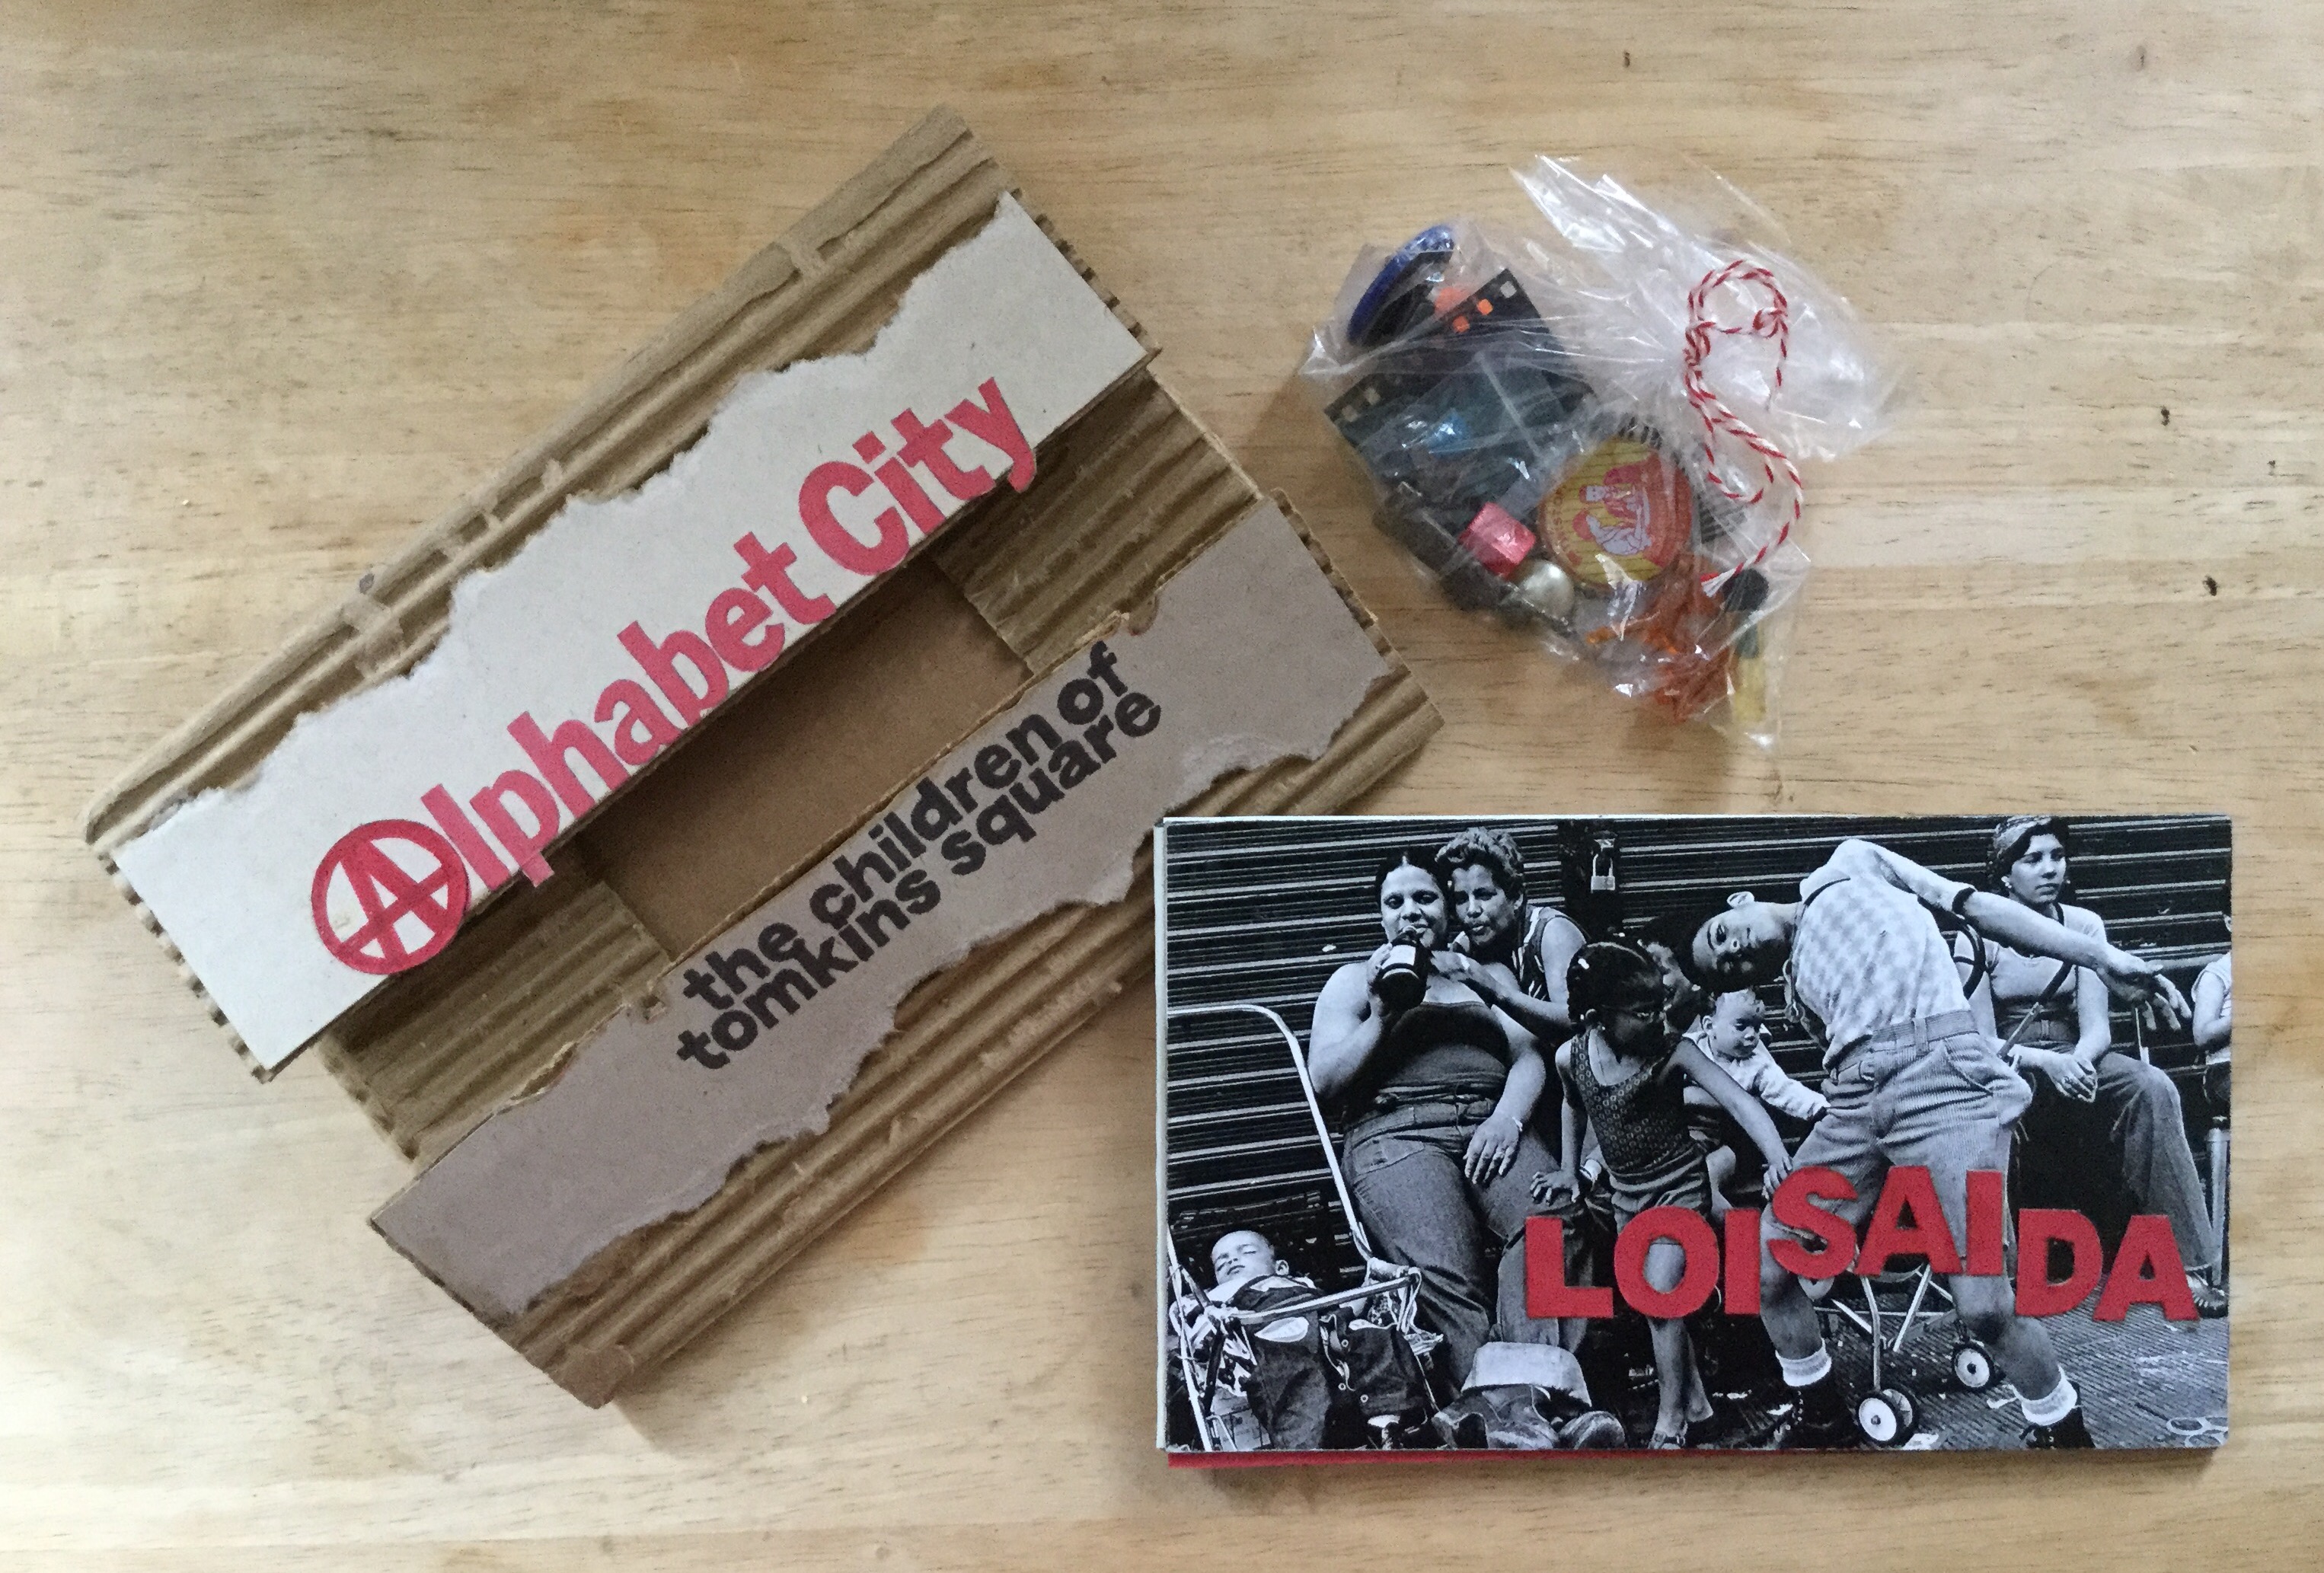 Alphabet City
the children of
tomkins square
LOISAIDA